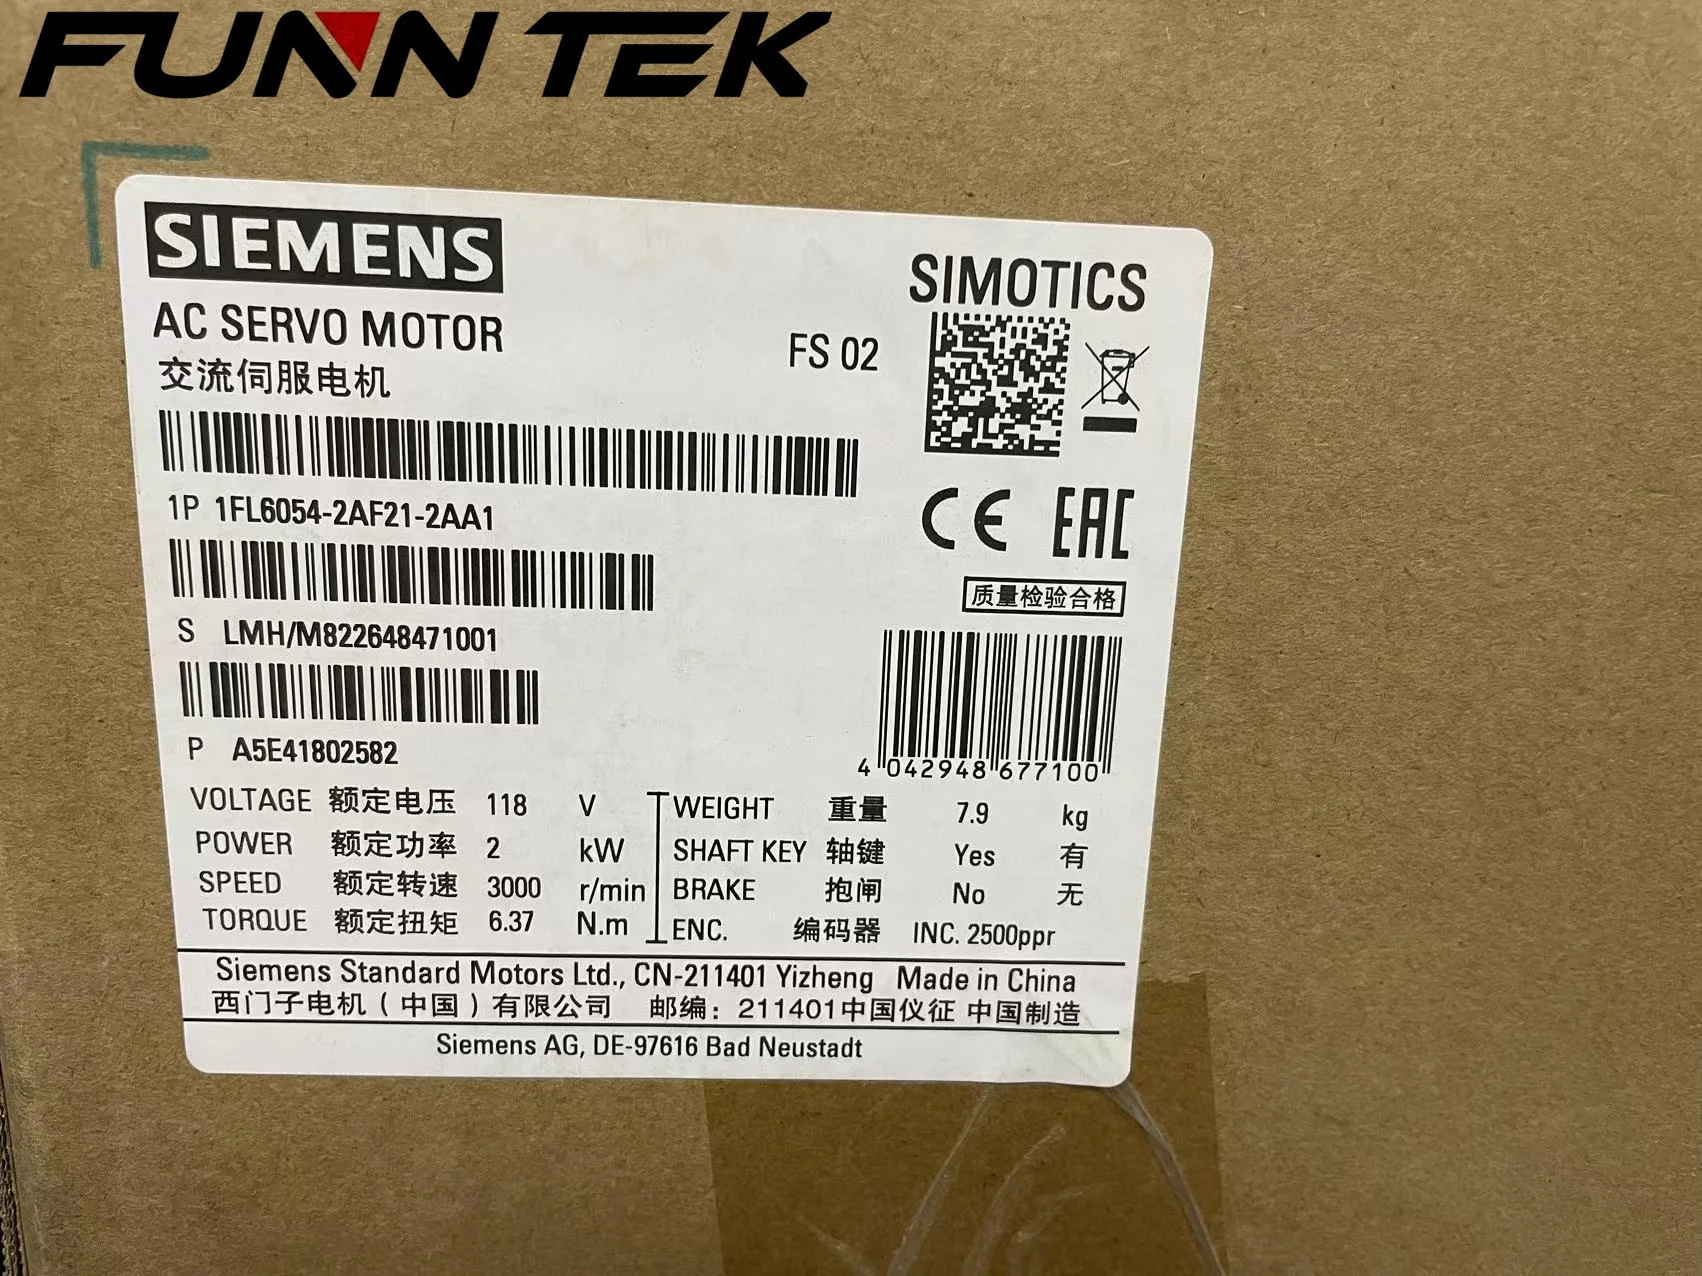 FUNN TEK
SIEMENS
SIMOTICS
AC SERVO MOTOR
FS 02
交流伺服电机
1P 1FL6054-2AF21-2AA1
CE EAC
质量检验合格
S LMH/M822648471001
P A5E41802582
4 042948 677100
VOLTAGE 额定电压 118 V WEIGHT 重量 7.9 kg
POWER 额定功率 2 kW SHAFT KEY 轴键 Yes 有
SPEED 额定转速 3000 r/min BRAKE 抱闸 No 无
TORQUE 额定扭矩 6.37 N.m ENC. 编码器 INC. 2500ppr
Siemens Standard Motors Ltd., CN-211401 Yizheng Made in China
西门子电机（中国）有限公司 邮编：211401中国仪征 中国制造
Siemens AG, DE-97616 Bad Neustadt